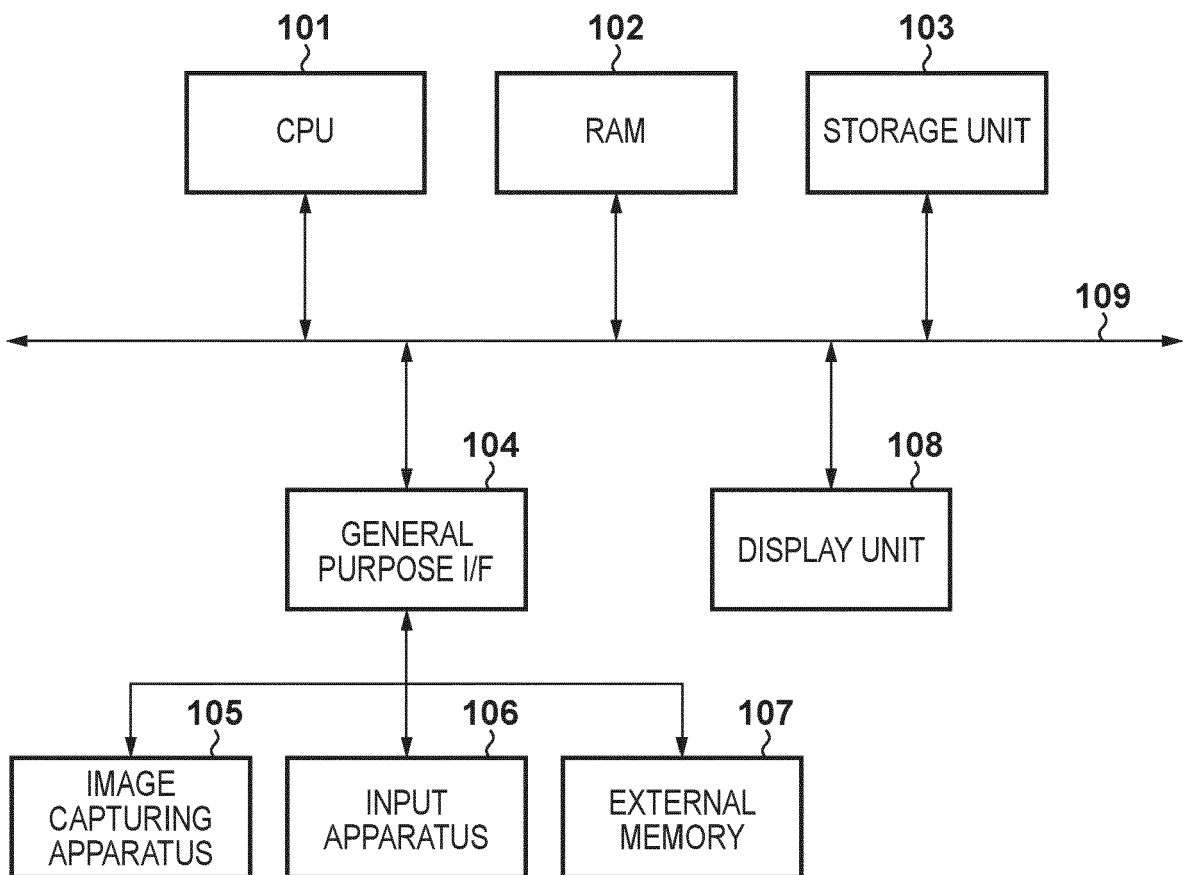 101
102
103
CPU
RAM
STORAGE UNIT
109
104
108
GENERAL
PURPOSE I/F
DISPLAY UNIT
105
106
107
IMAGE
CAPTURING
APPARATUS
INPUT
APPARATUS
EXTERNAL
MEMORY